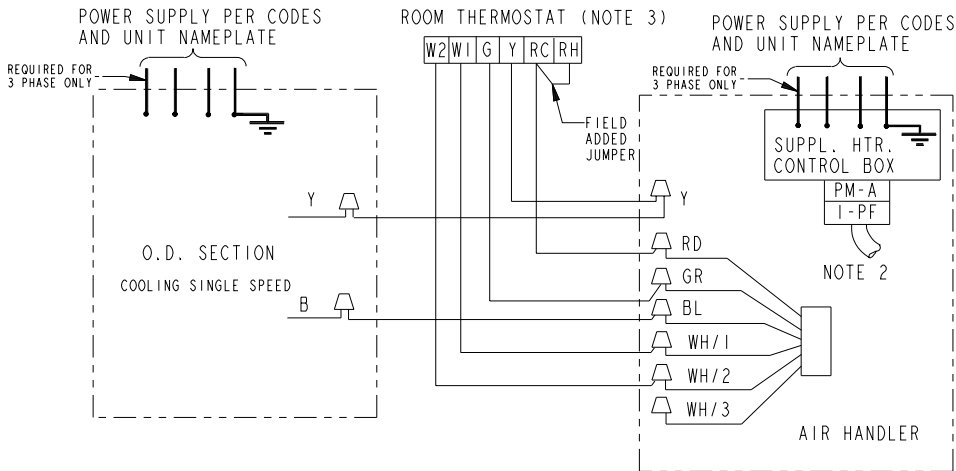 POWER SUPPLY PER CODES
AND UNIT NAMEPLATE
REQUIRED FOR
3 PHASE ONLY
ROOM THERMOSTAT (NOTE 3)
W2 W1 G Y RC RH
FIELD
ADDED
JUMPER
POWER SUPPLY PER CODES
AND UNIT NAMEPLATE
REQUIRED FOR
3 PHASE ONLY
SUPPL. HTR.
CONTROL BOX
PM-A
1-PF
NOTE 2
Y
O.D. SECTION
COOLING SINGLE SPEED
B
Y
RD
GR
BL
WH/1
WH/2
WH/3
AIR HANDLER